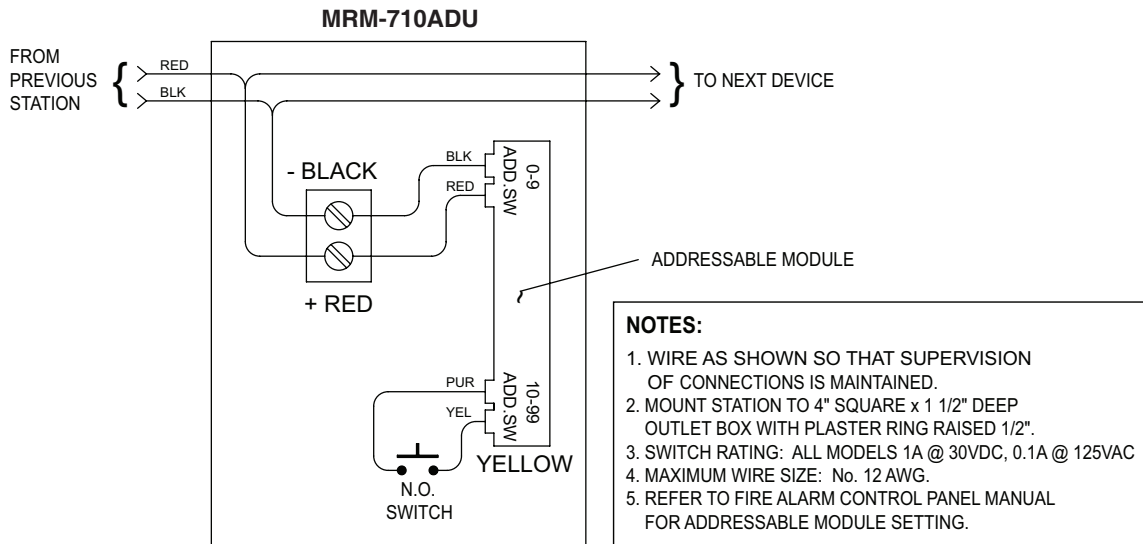 MRM-710ADU
FROM
PREVIOUS
STATION
RED
BLK
TO NEXT DEVICE
- BLACK
+ RED
BLK
RED
0-9
ADD.SW
ADDRESSABLE MODULE
PUR
YEL
10-99
ADD.SW
YELLOW
N.O.
SWITCH
NOTES:
1. WIRE AS SHOWN SO THAT SUPERVISION
OF CONNECTIONS IS MAINTAINED.
2. MOUNT STATION TO 4" SQUARE x 1 1/2" DEEP
OUTLET BOX WITH PLASTER RING RAISED 1/2".
3. SWITCH RATING: ALL MODELS 1A @ 30VDC, 0.1A @ 125VAC
4. MAXIMUM WIRE SIZE: No. 12 AWG.
5. REFER TO FIRE ALARM CONTROL PANEL MANUAL
FOR ADDRESSABLE MODULE SETTING.